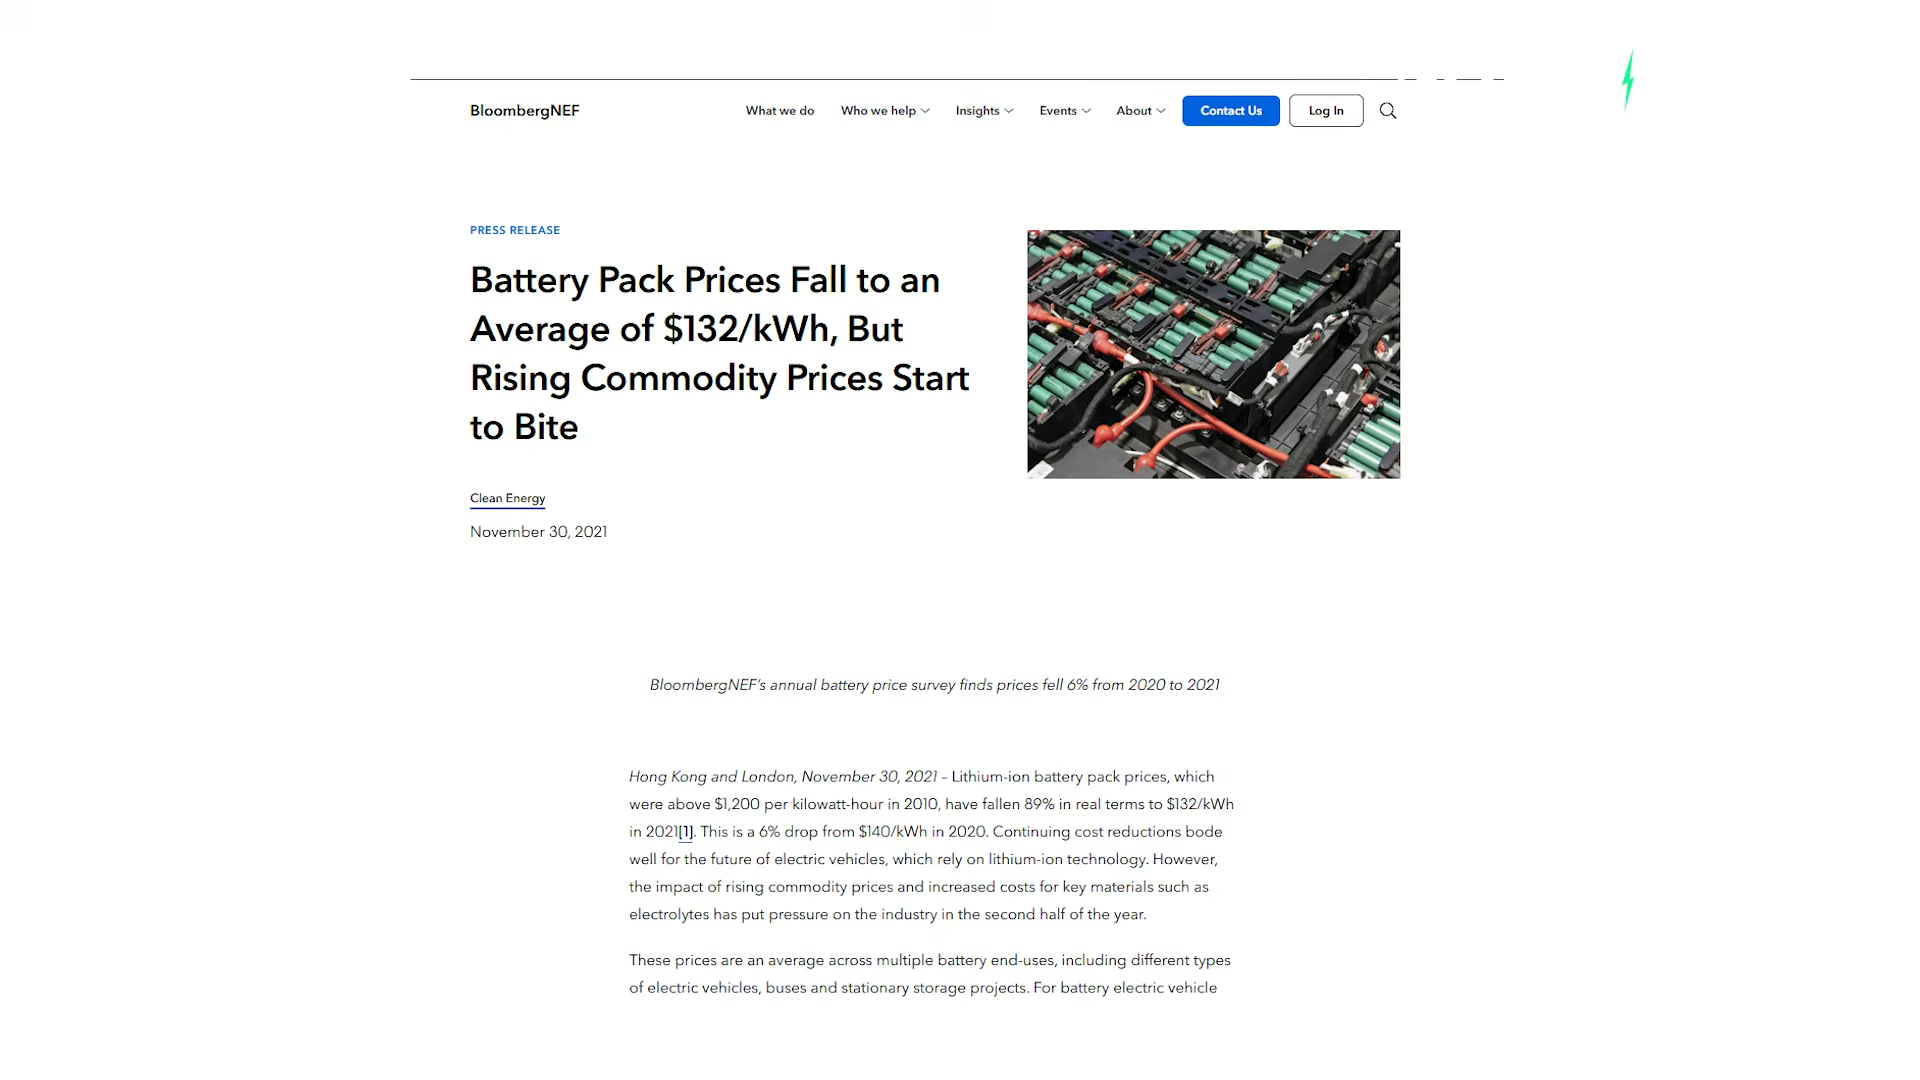 BloombergNEF What we do Who we help Insights Events About Contact Us Log In
PRESS RELEASE
Battery Pack Prices Fall to an
Average of $132/kWh, But
Rising Commodity Prices Start
to Bite
Clean Energy
November 30, 2021
BloombergNEF’s annual battery price survey finds prices fell 6% from 2020 to 2021
Hong Kong and London, November 30, 2021 – Lithium-ion battery pack prices, which
were above $1,200 per kilowatt-hour in 2010, have fallen 89% in real terms to $132/kWh
in 2021[1]. This is a 6% drop from $140/kWh in 2020. Continuing cost reductions bode
well for the future of electric vehicles, which rely on lithium-ion technology. However,
the impact of rising commodity prices and increased costs for key materials such as
electrolytes has put pressure on the industry in the second half of the year.
These prices are an average across multiple battery end-uses, including different types
of electric vehicles, buses and stationary storage projects. For battery electric vehicle